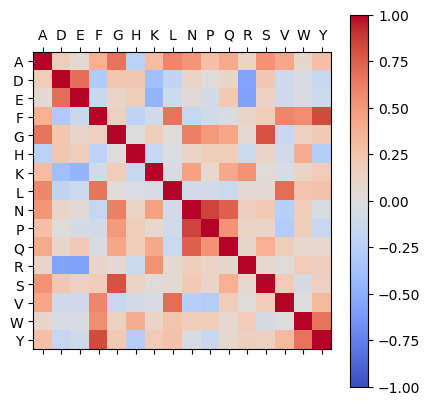 A D E F G H K L N P Q R S V W Y
A
D
E
F
G
H
K
L
N
P
Q
R
S
V
W
Y
1.00
0.75
0.50
0.25
0.00
−0.25
−0.50
−0.75
−1.00